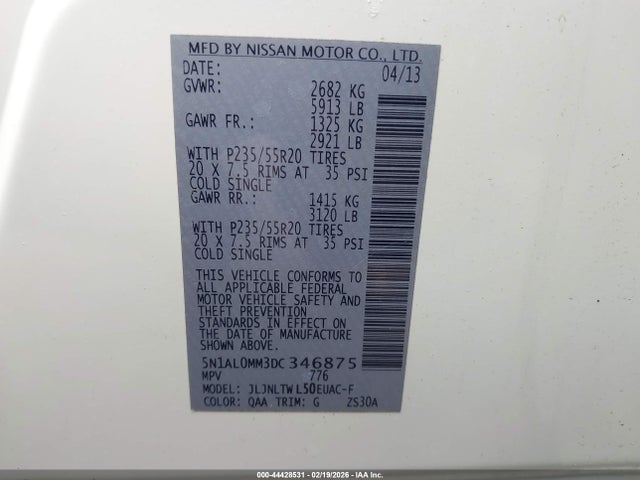 MFD BY NISSAN MOTOR CO., LTD.
DATE: 04/13
GVWR: 2682 KG
5913 LB
GAWR FR.: 1325 KG
2921 LB
WITH P235/55R20 TIRES
20 X 7.5 RIMS AT 35 PSI
COLD SINGLE
GAWR RR.: 1415 KG
3120 LB
WITH P235/55R20 TIRES
20 X 7.5 RIMS AT 35 PSI
COLD SINGLE
THIS VEHICLE CONFORMS TO
ALL APPLICABLE FEDERAL
MOTOR VEHICLE SAFETY AND
THEFT PREVENTION
STANDARDS IN EFFECT ON
THE DATE OF MANUFACTURE
SHOWN ABOVE.
5N1AL0MM3DC346875
MPV 776
MODEL: JLJNLTWL50EUAC-F
COLOR: QAA TRIM: G ZS30A
000-44428531 - 02/19/2026 - IAA Inc.